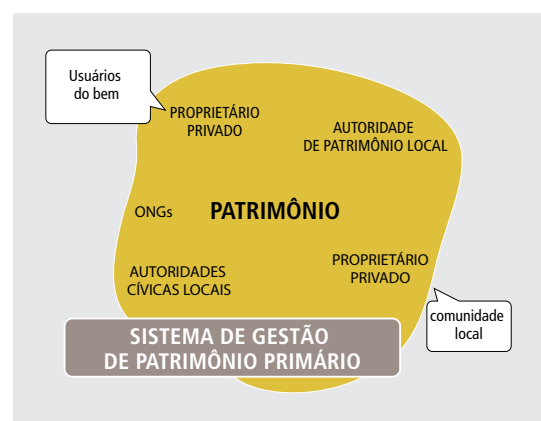 Usuários
do bem
PROPRIETÁRIO
PRIVADO
AUTORIDADE
DE PATRIMÔNIO LOCAL
ONGs
PATRIMÔNIO
PROPRIETÁRIO
PRIVADO
AUTORIDADES
CÍVICAS LOCAIS
comunidade
local
SISTEMA DE GESTÃO
DE PATRIMÔNIO PRIMÁRIO